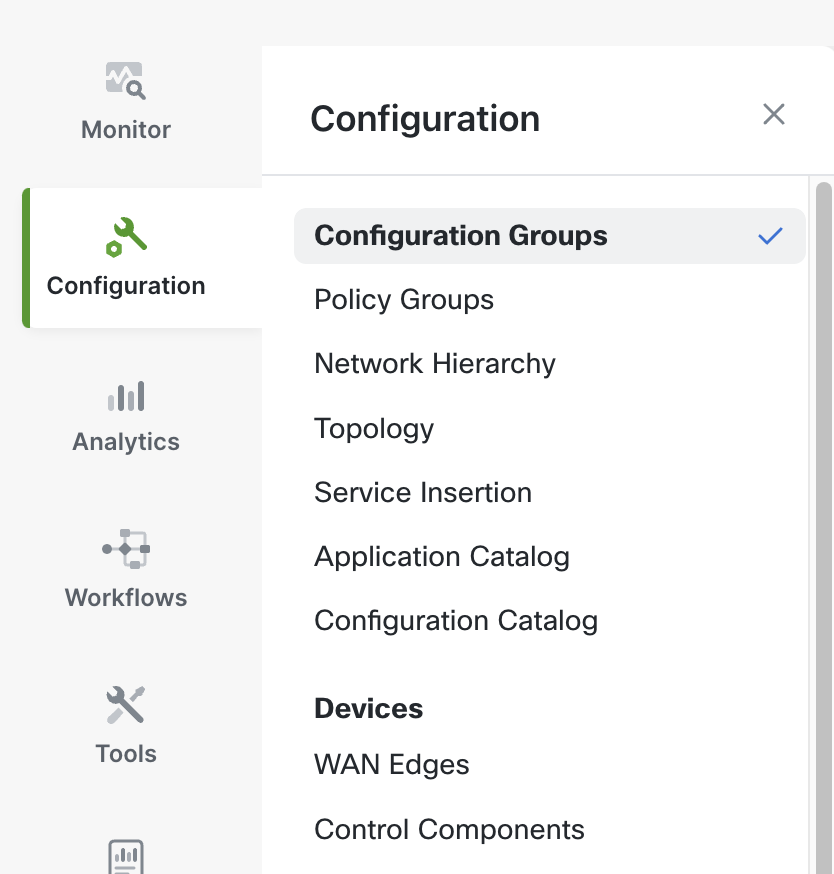 Monitor
Configuration
Analytics
Workflows
Tools
Configuration
Configuration Groups
Policy Groups
Network Hierarchy
Topology
Service Insertion
Application Catalog
Configuration Catalog
Devices
WAN Edges
Control Components